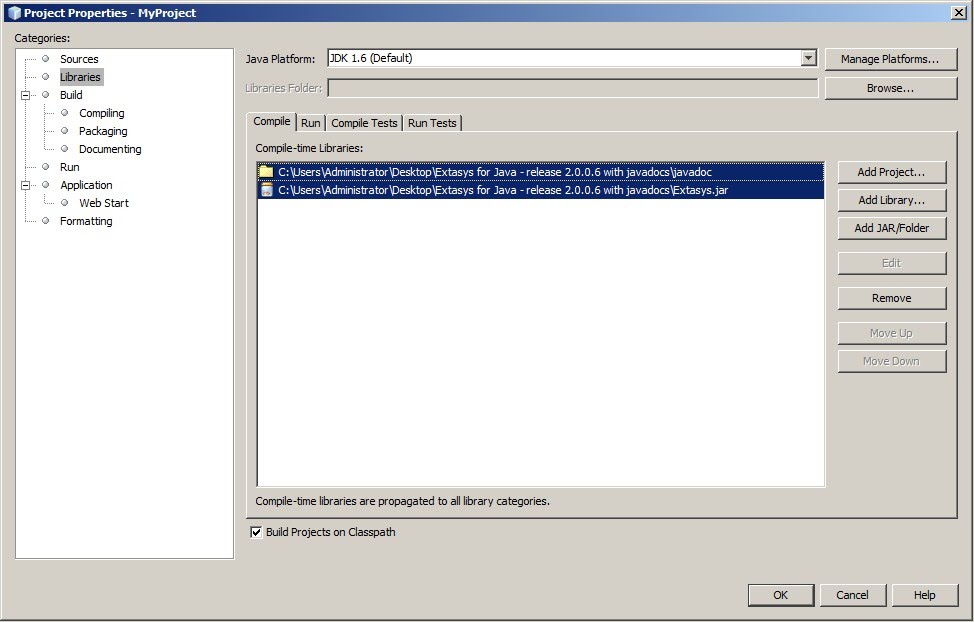 Project Properties - MyProject
Categories:
Sources
Libraries
Build
Compiling
Packaging
Documenting
Run
Application
Web Start
Formatting
Java Platform: JDK 1.6 (Default) Manage Platforms...
Libraries Folder: Browse...
Compile Run Compile Tests Run Tests
Compile-time Libraries:
C:\Users\Administrator\Desktop\Extasys for Java - release 2.0.0.6 with javadocs\javadoc
C:\Users\Administrator\Desktop\Extasys for Java - release 2.0.0.6 with javadocs\Extasys.jar
Add Project...
Add Library...
Add JAR/Folder
Edit
Remove
Move Up
Move Down
Compile-time libraries are propagated to all library categories.
Build Projects on Classpath
OK Cancel Help